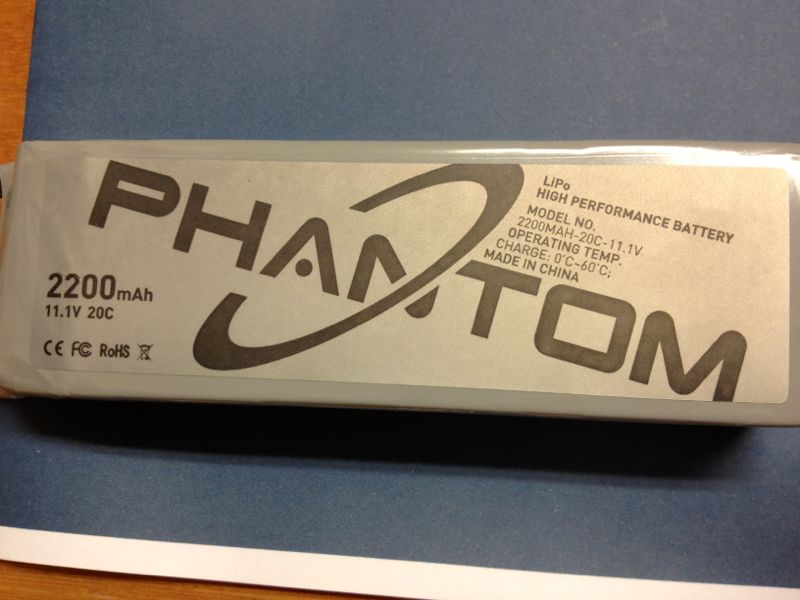 PHANTOM
LiPo
HIGH PERFORMANCE BATTERY
MODEL NO.
2200MAH-20C-11.1V
OPERATING TEMP.
CHARGE: 0°C~60°C;
MADE IN CHINA
2200mAh
11.1V 20C
CE FC RoHS